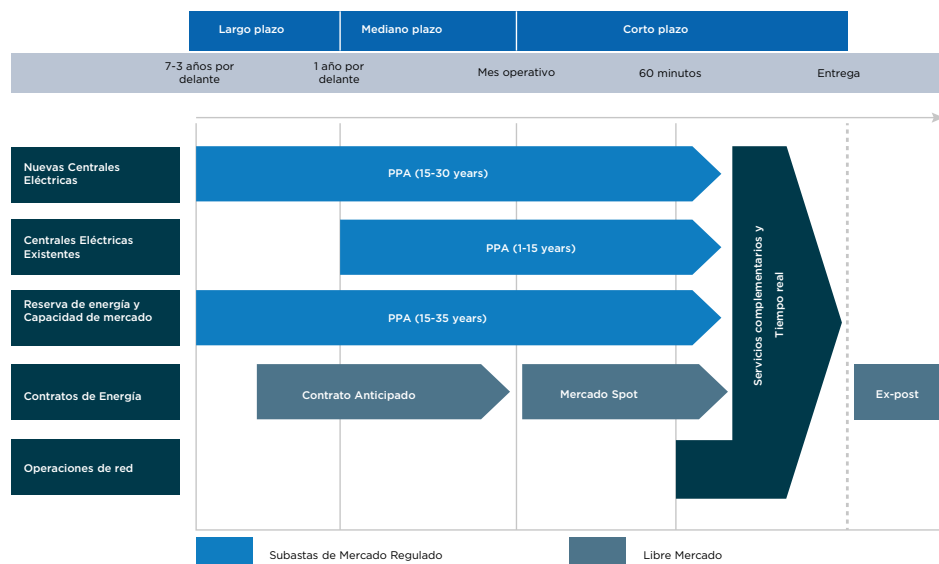 Largo plazo
Mediano plazo
Corto plazo
7-3 años por
delante
1 año por
delante
Mes operativo
60 minutos
Entrega
Nuevas Centrales
Eléctricas
PPA (15-30 years)
Centrales Eléctricas
Existentes
PPA (1-15 years)
Reserva de energía y
Capacidad de mercado
PPA (15-35 years)
Servicios complementarios y
Tiempo real
Contratos de Energía
Contrato Anticipado
Mercado Spot
Ex-post
Operaciones de red
Subastas de Mercado Regulado
Libre Mercado